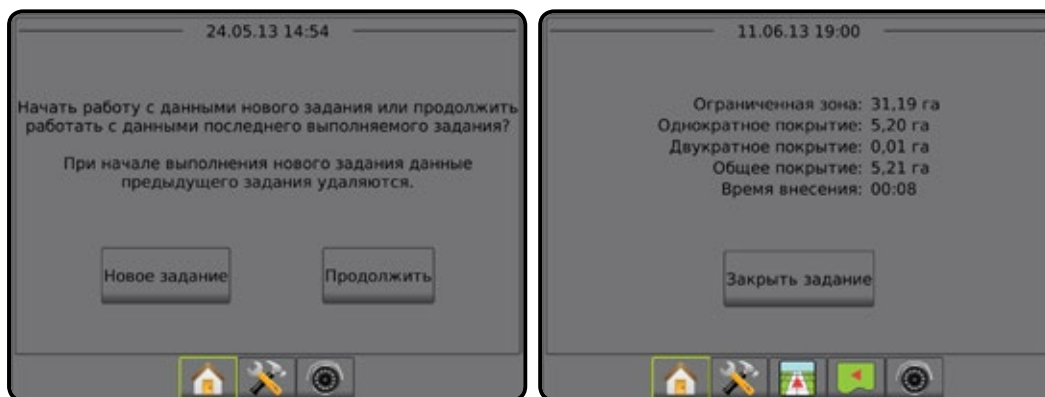 24.05.13 14:54
Начать работу с данными нового задания или продолжить
работать с данными последнего выполняемого задания?
При начале выполнения нового задания данные
предыдущего задания удаляются.
Новое задание
Продолжить
11.06.13 19:00
Ограниченная зона: 31,19 га
Однократное покрытие: 5,20 га
Двукратное покрытие: 0,01 га
Общее покрытие: 5,21 га
Время внесения: 00:08
Закрыть задание